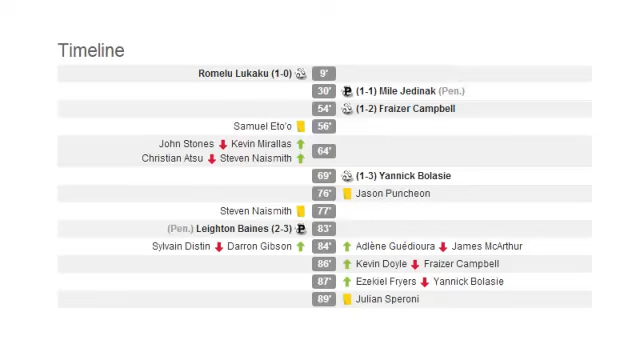 Timeline
Romelu Lukaku (1-0) 9'
30' (1-1) Mile Jedinak (Pen.)
54' (1-2) Fraizer Campbell
Samuel Eto'o 56'
John Stones Kevin Mirallas
64'
Christian Atsu Steven Naismith
69' (1-3) Yannick Bolasie
76' Jason Puncheon
Steven Naismith 77'
(Pen.) Leighton Baines (2-3) 83'
Sylvain Distin Darron Gibson 84' Adlène Guédioura James McArthur
86' Kevin Doyle Fraizer Campbell
87' Ezekiel Fryers Yannick Bolasie
89' Julian Speroni